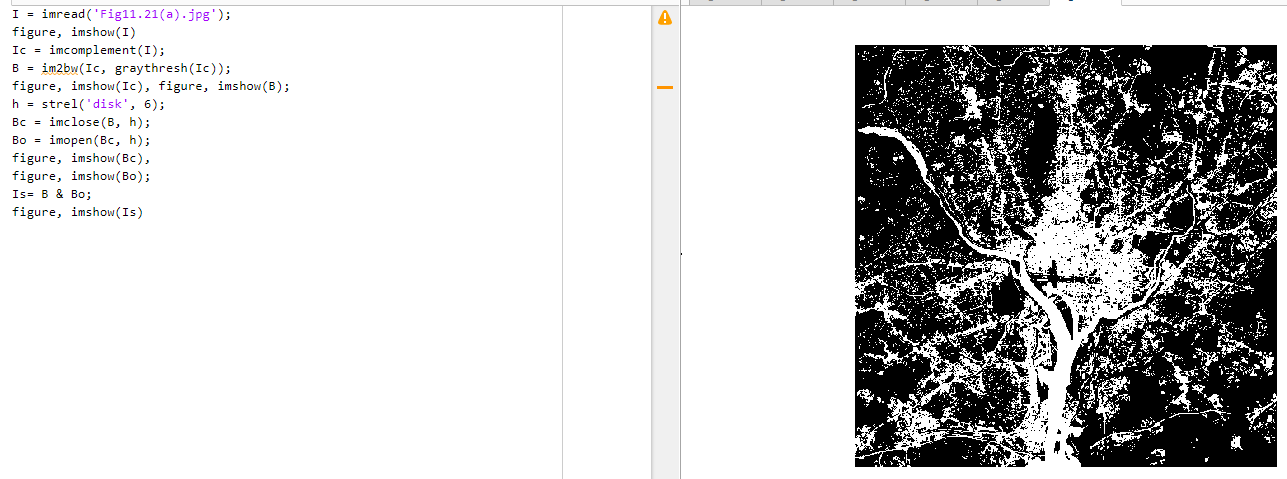 I = imread('Fig11.21(a).jpg');
figure, imshow(I)
Ic = imcomplement(I);
B = im2bw(Ic, graythresh(Ic));
figure, imshow(Ic), figure, imshow(B);
h = strel('disk', 6);
Bc = imclose(B, h);
Bo = imopen(Bc, h);
figure, imshow(Bc),
figure, imshow(Bo);
Is= B & Bo;
figure, imshow(Is)